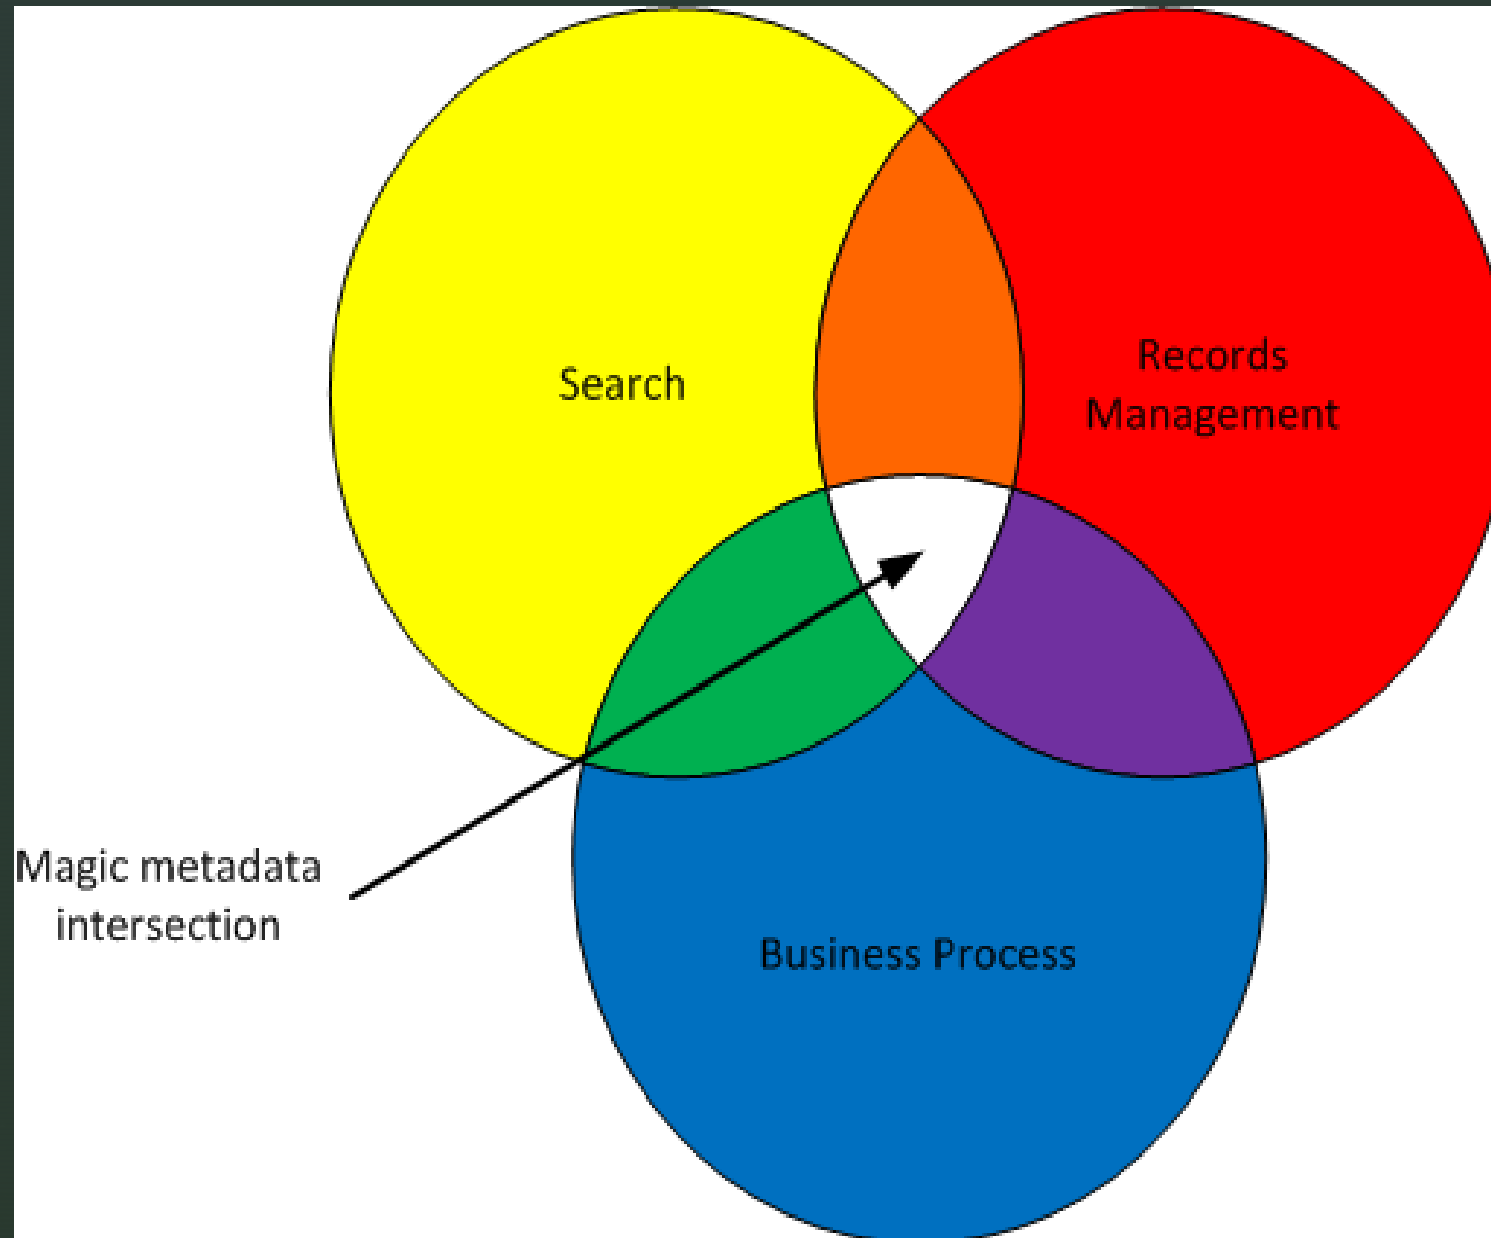 Search
Records
Management
Magic metadata
intersection
Business Process